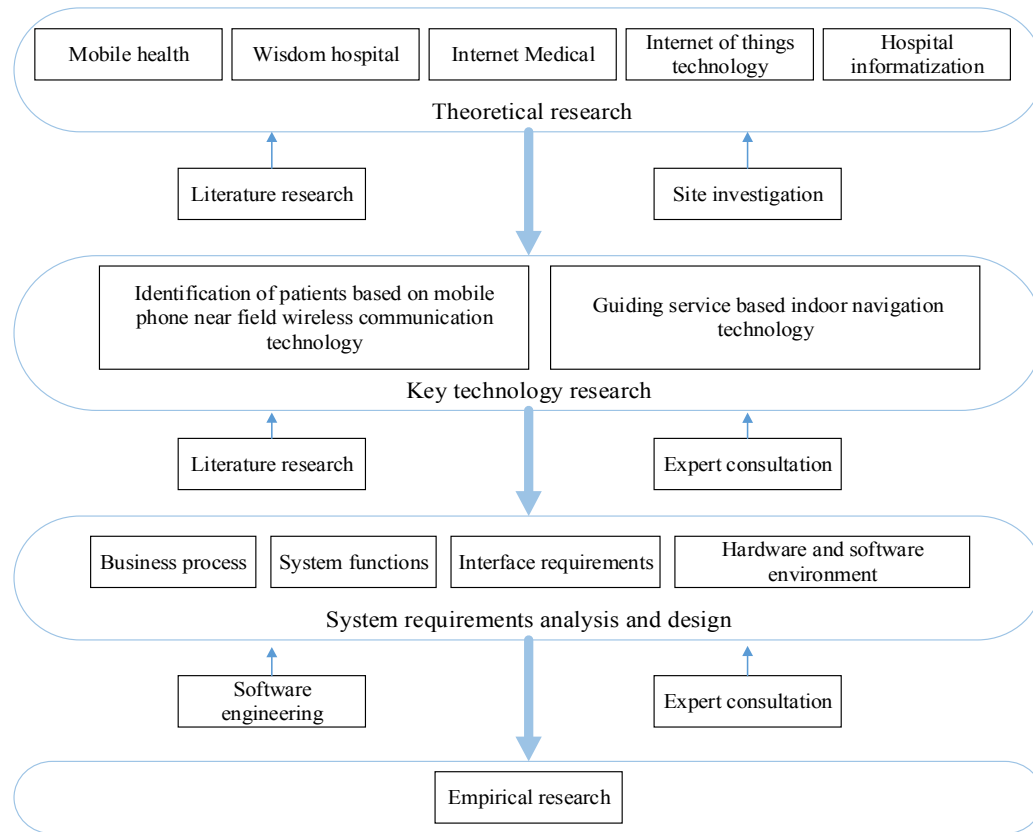 Mobile health
Wisdom hospital
Internet Medical
Internet of things
technology
Hospital
informatization
Theoretical research
Literature research
Site investigation
Identification of patients based on mobile
phone near field wireless communication
technology
Guiding service based indoor navigation
technology
Key technology research
Literature research
Expert consultation
Business process
System functions
Interface requirements
Hardware and software
environment
System requirements analysis and design
Software
engineering
Expert consultation
Empirical research